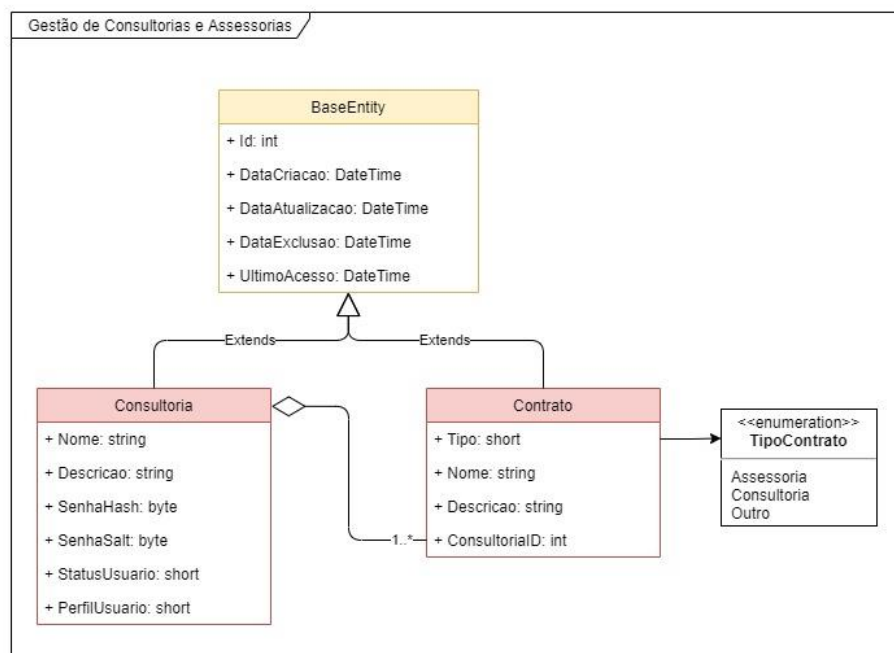 Gestão de Consultorias e Assessorias
BaseEntity
+ Id: int
+ DataCriacao: DateTime
+ DataAtualizacao: DateTime
+ DataExclusao: DateTime
+ UltimoAcesso: DateTime
Extends
Extends
Consultoria
+ Nome: string
+ Descricao: string
+ SenhaHash: byte
+ SenhaSalt: byte
+ StatusUsuario: short
+ PerfilUsuario: short
1..*
Contrato
+ Tipo: short
+ Nome: string
+ Descricao: string
+ ConsultoriaID: int
<<enumeration>>
TipoContrato
Assessoria
Consultoria
Outro